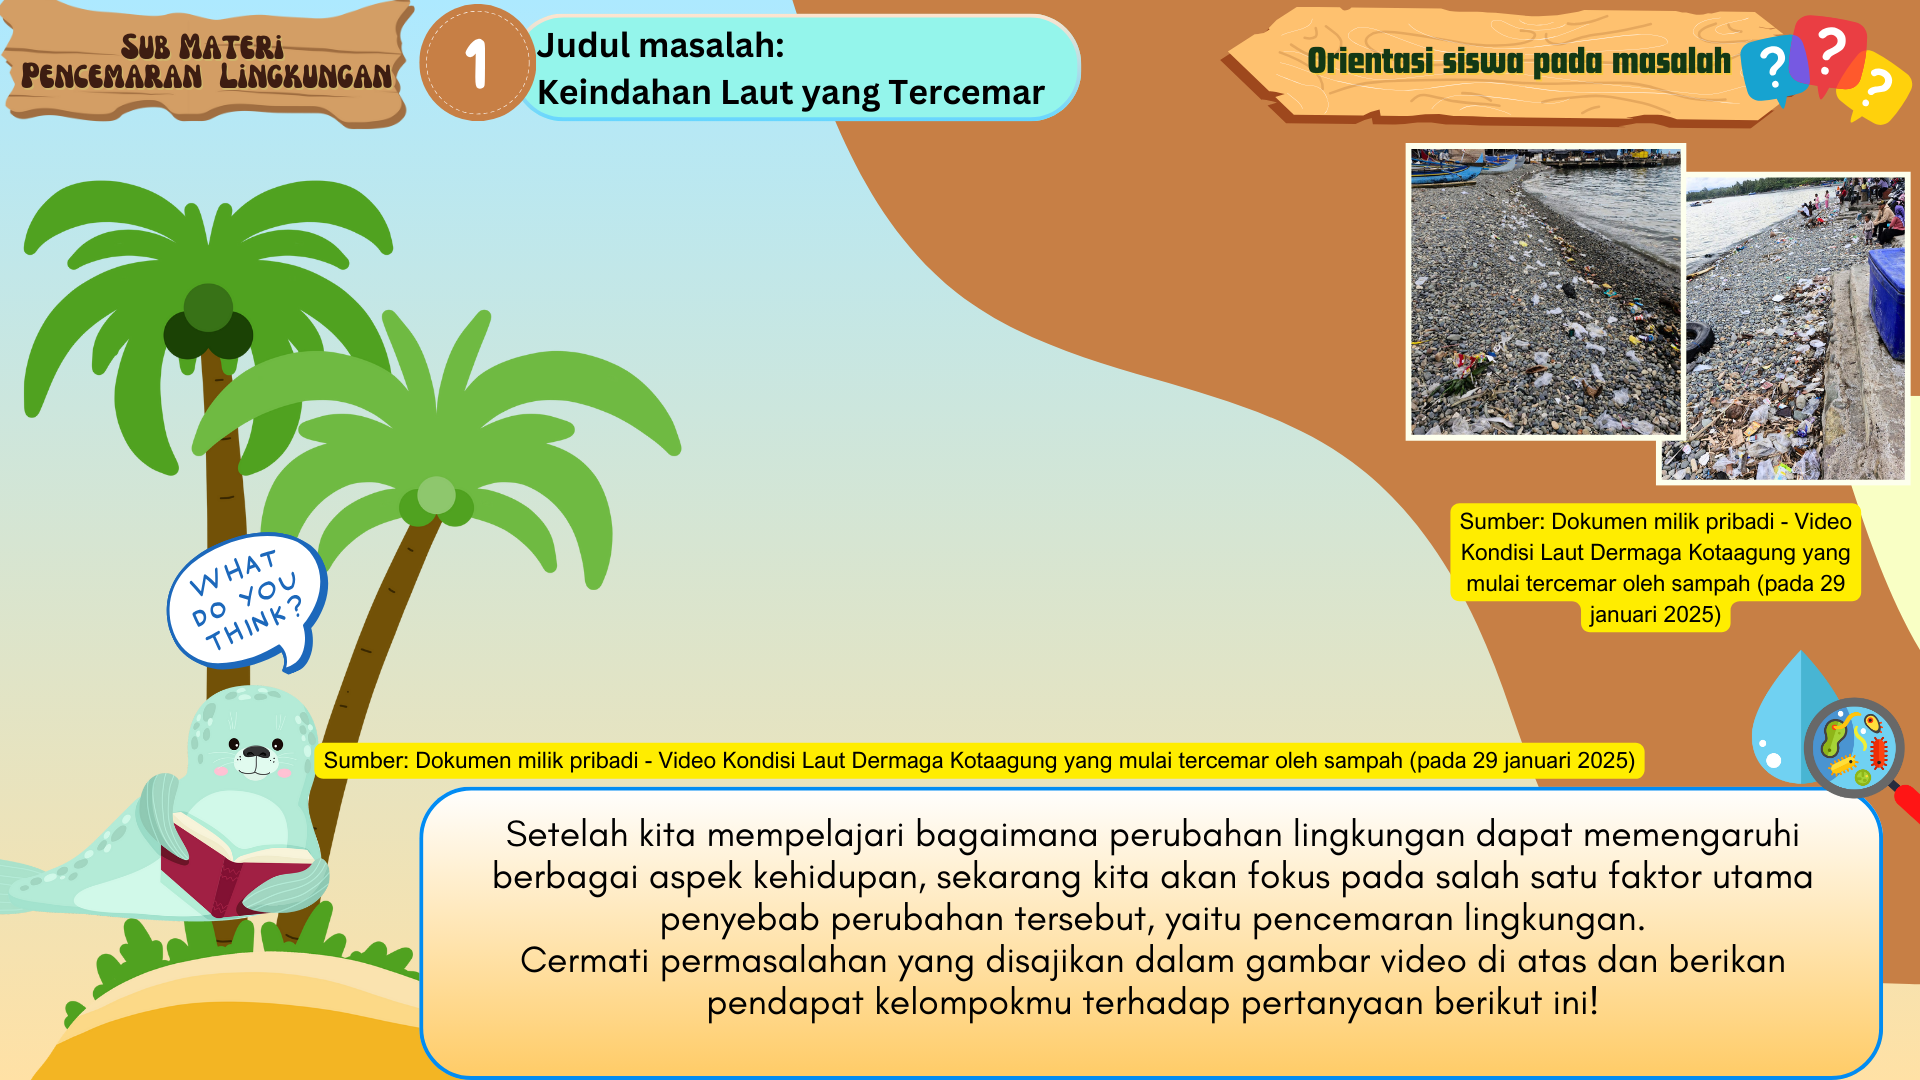 SUB MATERI
PENCEMARAN LINGKUNGAN
1
Judul masalah:
Keindahan Laut yang Tercemar
Orientasi siswa pada masalah
? ? ?
Sumber: Dokumen milik pribadi - Video
Kondisi Laut Dermaga Kotaagung yang
mulai tercemar oleh sampah (pada 29
januari 2025)
WHAT
DO YOU
THINK?
Sumber: Dokumen milik pribadi - Video Kondisi Laut Dermaga Kotaagung yang mulai tercemar oleh sampah (pada 29 januari 2025)
Setelah kita mempelajari bagaimana perubahan lingkungan dapat memengaruhi
berbagai aspek kehidupan, sekarang kita akan fokus pada salah satu faktor utama
penyebab perubahan tersebut, yaitu pencemaran lingkungan.
Cermati permasalahan yang disajikan dalam gambar video di atas dan berikan
pendapat kelompokmu terhadap pertanyaan berikut ini!